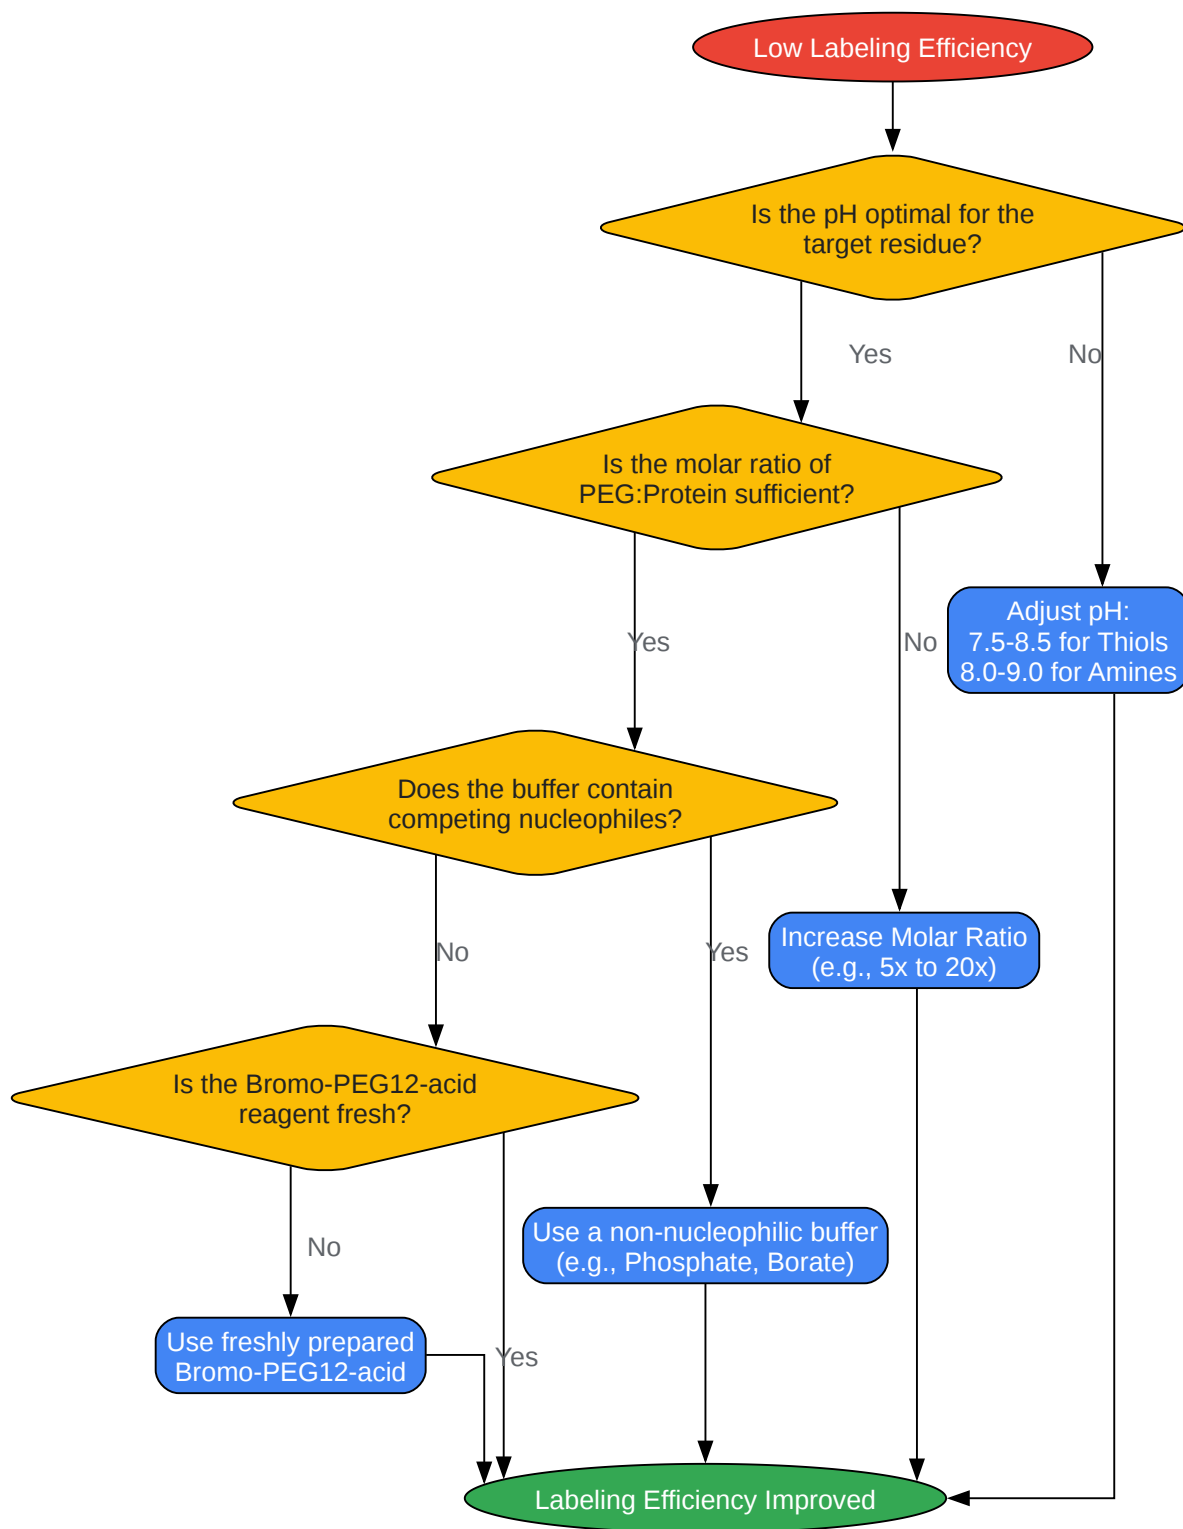 Low Labeling Efficiency
Is the pH optimal for the
target residue?
Yes
No
Is the molar ratio of
PEG:Protein sufficient?
Adjust pH:
7.5-8.5 for Thiols
8.0-9.0 for Amines
Yes
No
Does the buffer contain
competing nucleophiles?
Increase Molar Ratio
(e.g., 5x to 20x)
No
Yes
Is the Bromo-PEG12-acid
reagent fresh?
Use a non-nucleophilic buffer
(e.g., Phosphate, Borate)
No
Use freshly prepared
Bromo-PEG12-acid
Yes
Labeling Efficiency Improved